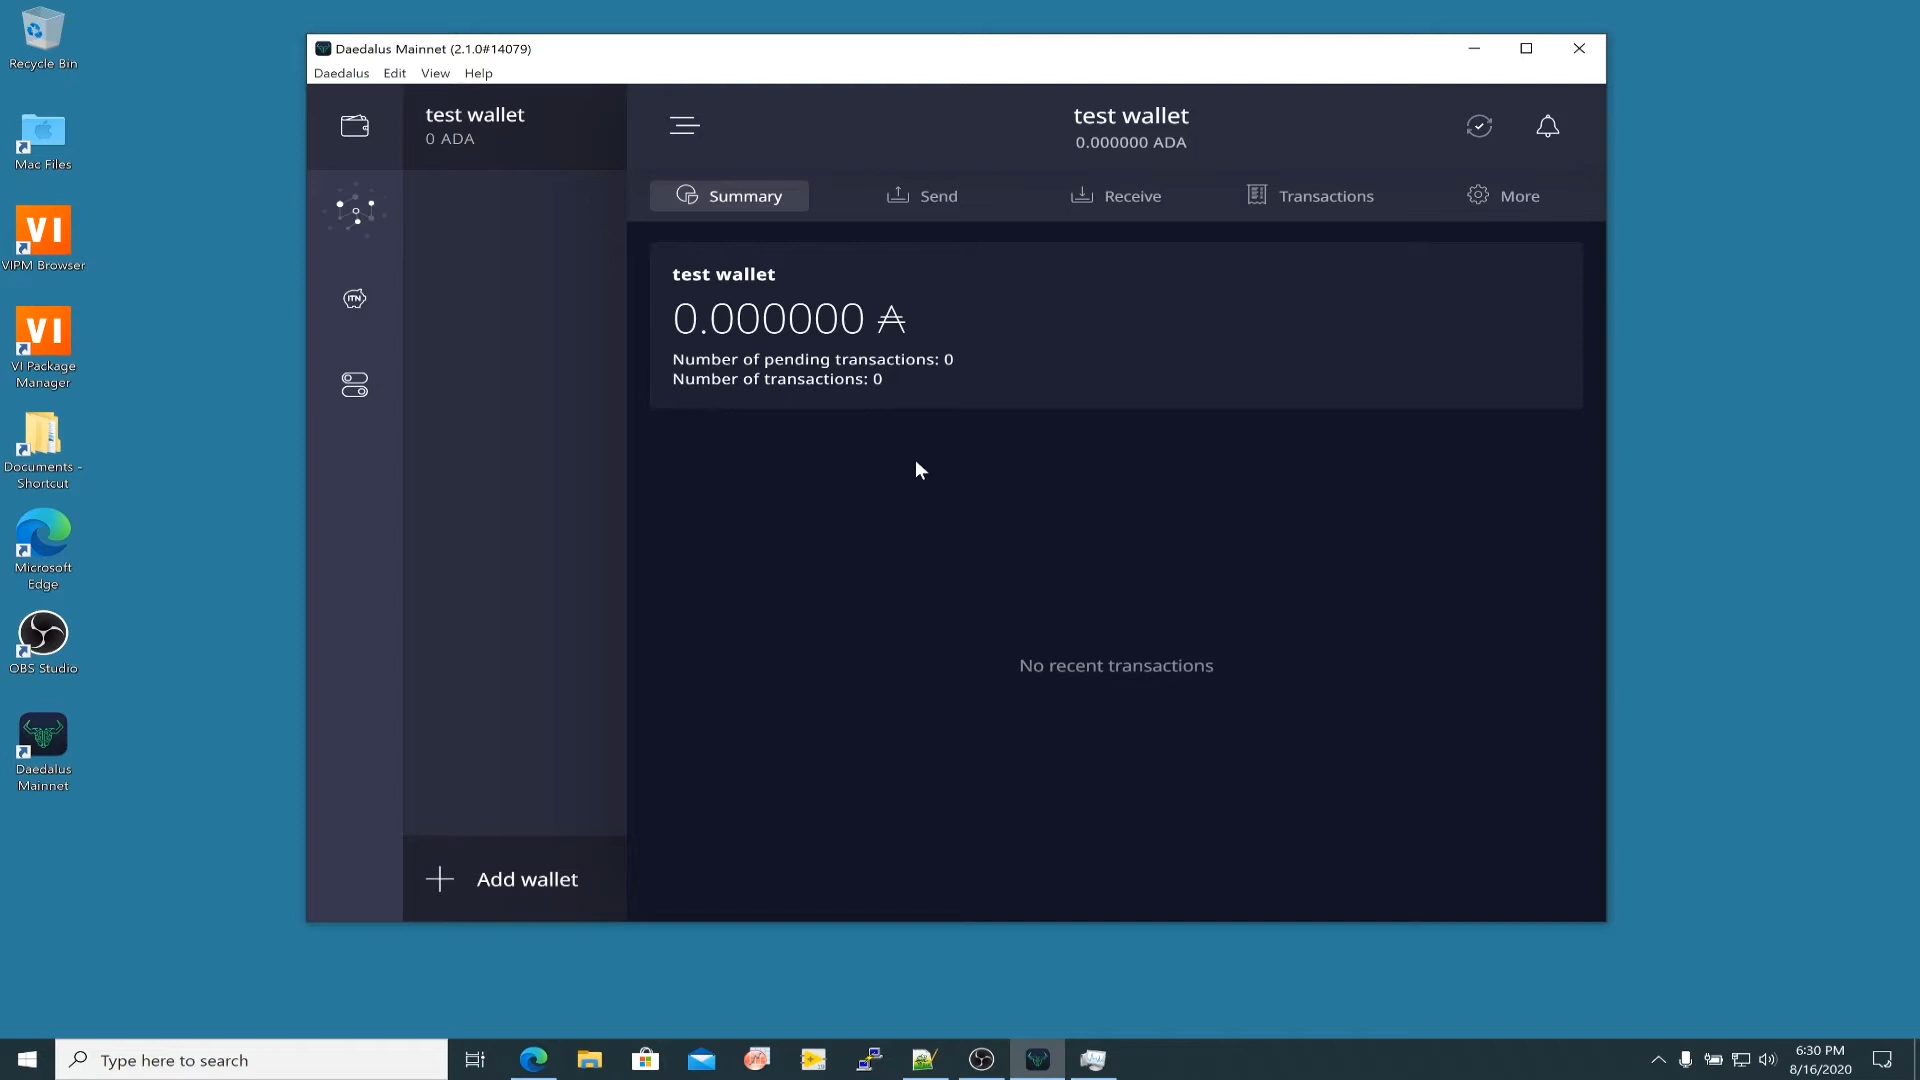 Recycle Bin
Mac Files
VI
VIPM Browser
VI
VI Package
Manager
Documents -
Shortcut
Microsoft
Edge
OBS Studio
Daedalus
Mainnet
Daedalus Mainnet (2.1.0#14079)
Daedalus Edit View Help
test wallet
0 ADA
test wallet
0.000000 ADA
Summary
Send
Receive
Transactions
More
ITN
test wallet
0.000000 ₳
Number of pending transactions: 0
Number of transactions: 0
No recent transactions
Add wallet
Type here to search
6:30 PM
8/16/2020